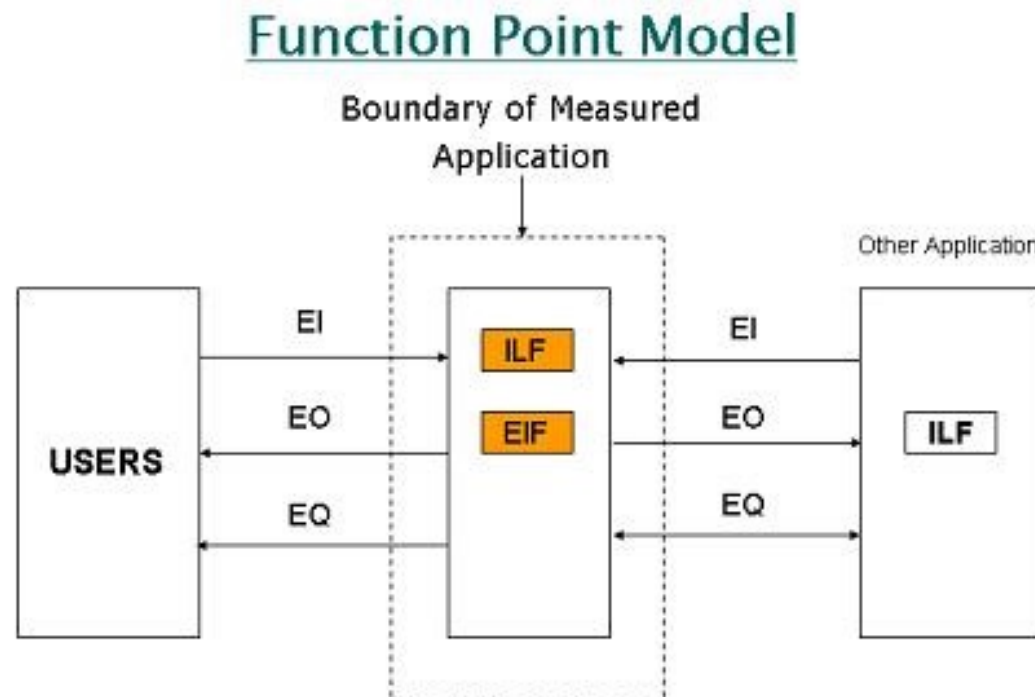 Function Point Model
Boundary of Measured
Application
Other Application
EI
ILF
EI
EO
EIF
EO
ILF
USERS
EQ
EQ